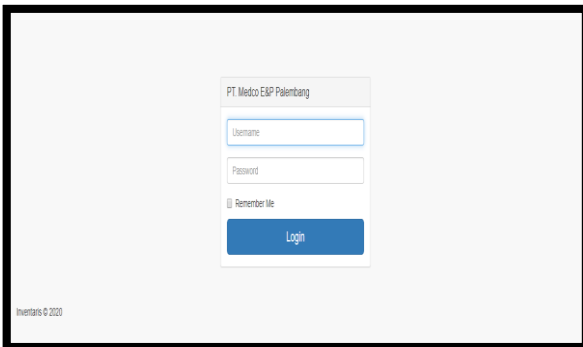 PT. Medco E&P Palembang
Username
Password
Remember Me
Login
Inventaris © 2020